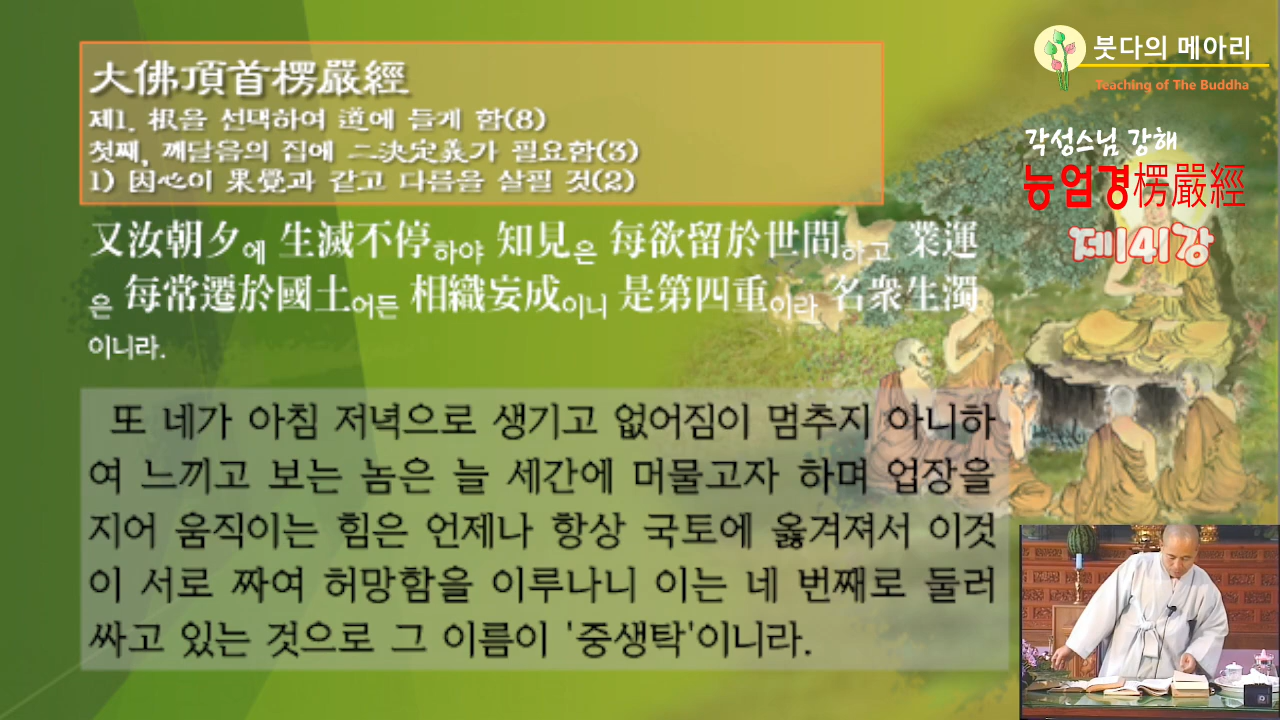 大佛頂首楞嚴經
제1. 根을 선택하여 道에 들게 함(8)
첫째, 깨달음의 집에 二決定義가 필요함(3)
1) 因心이 果覺과 같고 다름을 살필 것(2)
又汝朝夕에 生滅不停하야 知見은 每欲留於世間하고 業運
은 每常遷於國土어든 相織妄成이니 是第四重이라 名衆生濁
이니라.
또 네가 아침 저녁으로 생기고 없어짐이 멈추지 아니하
여 느끼고 보는 놈은 늘 세간에 머물고자 하며 업장을
지어 움직이는 힘은 언제나 항상 국토에 옳겨져서 이것
이 서로 짜여 허망함을 이루나니 이는 네 번째로 둘러
싸고 있는 것으로 그 이름이 '중생탁'이니라.
붓다의 메아리
Teaching of The Buddha
각성스님 강해
능엄경楞嚴經
제141강